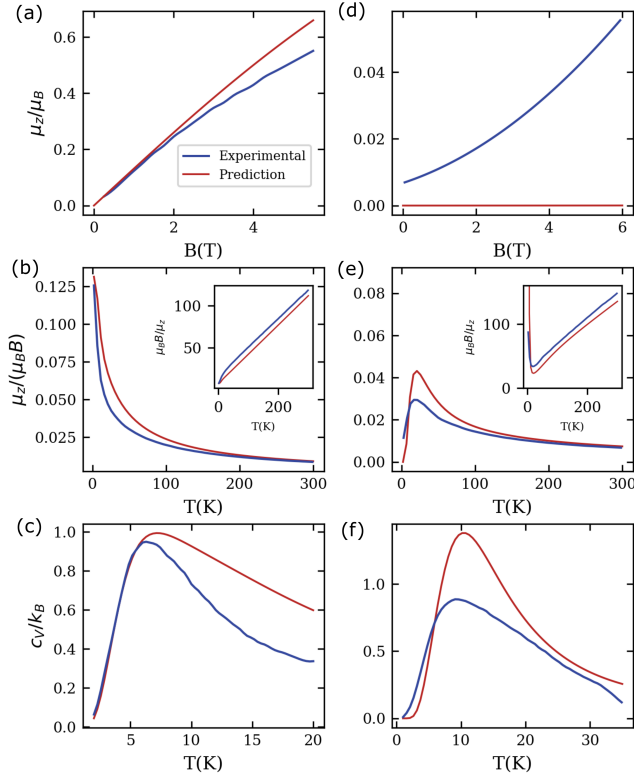 (a)
0.6
0.4
0.2
0.0
μz/μB
Experimental
Prediction
0
2
4
B(T)
(d)
0.04
0.02
0.00
0
2
4
6
B(T)
(b)
0.125
0.100
0.075
0.050
0.025
μz/(μBB)
100
50
μBB/μz
0
200
T(K)
0
100
200
300
T(K)
(e)
0.08
0.06
0.04
0.02
0.00
100
0
μBB/μz
0
200
T(K)
0
100
200
300
T(K)
(c)
1.0
0.8
0.6
0.4
0.2
0.0
cV/kB
5
10
15
20
T(K)
(f)
1.0
0.5
0.0
0
10
20
30
T(K)